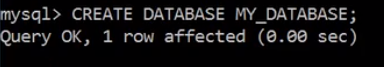 mysql> CREATE DATABASE MY_DATABASE;
Query OK, 1 row affected (0.00 sec)